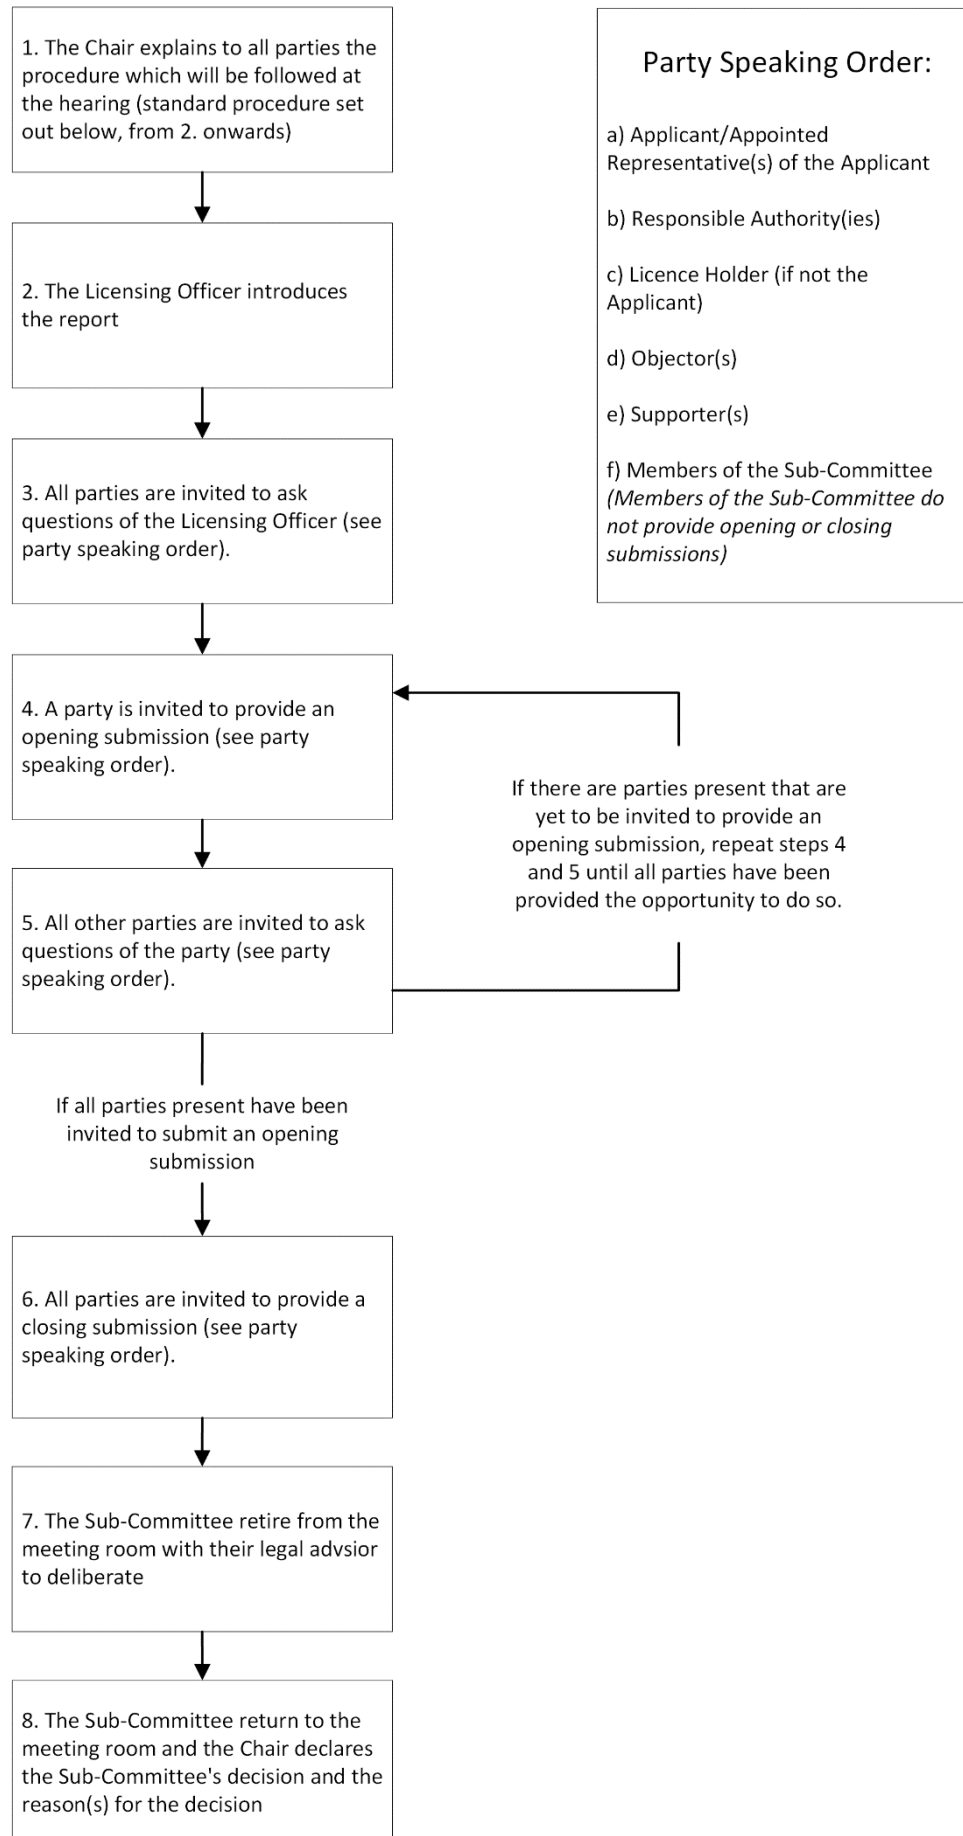 1. The Chair explains to all parties the
procedure which will be followed at
the hearing (standard procedure set
out below, from 2. onwards)
2. The Licensing Officer introduces
the report
3. All parties are invited to ask
questions of the Licensing Officer (see
party speaking order).
4. A party is invited to provide an
opening submission (see party
speaking order).
5. All other parties are invited to ask
questions of the party (see party
speaking order).
If there are parties present that are
yet to be invited to provide an
opening submission, repeat steps 4
and 5 until all parties have been
provided the opportunity to do so.
If all parties present have been
invited to submit an opening
submission
6. All parties are invited to provide a
closing submission (see party
speaking order).
7. The Sub-Committee retire from the
meeting room with their legal advsior
to deliberate
8. The Sub-Committee return to the
meeting room and the Chair declares
the Sub-Committee's decision and the
reason(s) for the decision
Party Speaking Order:
a) Applicant/Appointed
Representative(s) of the Applicant
b) Responsible Authority(ies)
c) Licence Holder (if not the
Applicant)
d) Objector(s)
e) Supporter(s)
f) Members of the Sub-Committee
(Members of the Sub-Committee do
not provide opening or closing
submissions)